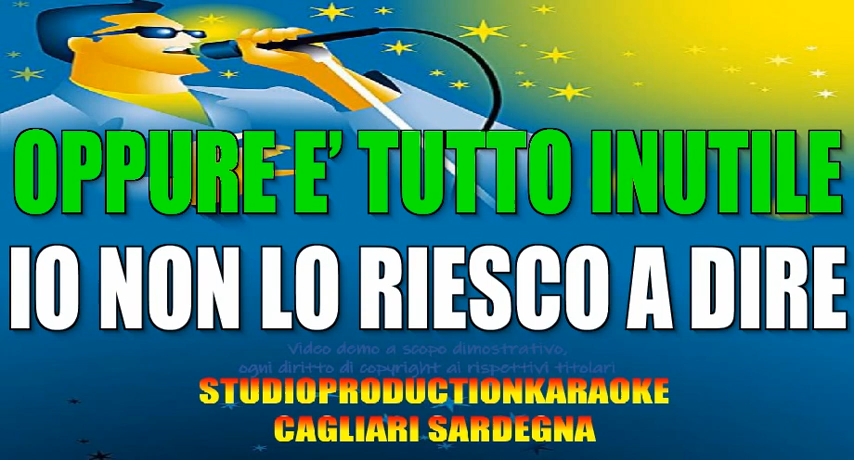 OPPURE E' TUTTO INUTILE
IO NON LO RIESCO A DIRE
Video demo a scopo dimostrativo,
ogni diritto di copyright ai rispettivi titolari
STUDIOPRODUCTIONKARAOKE
CAGLIARI SARDEGNA